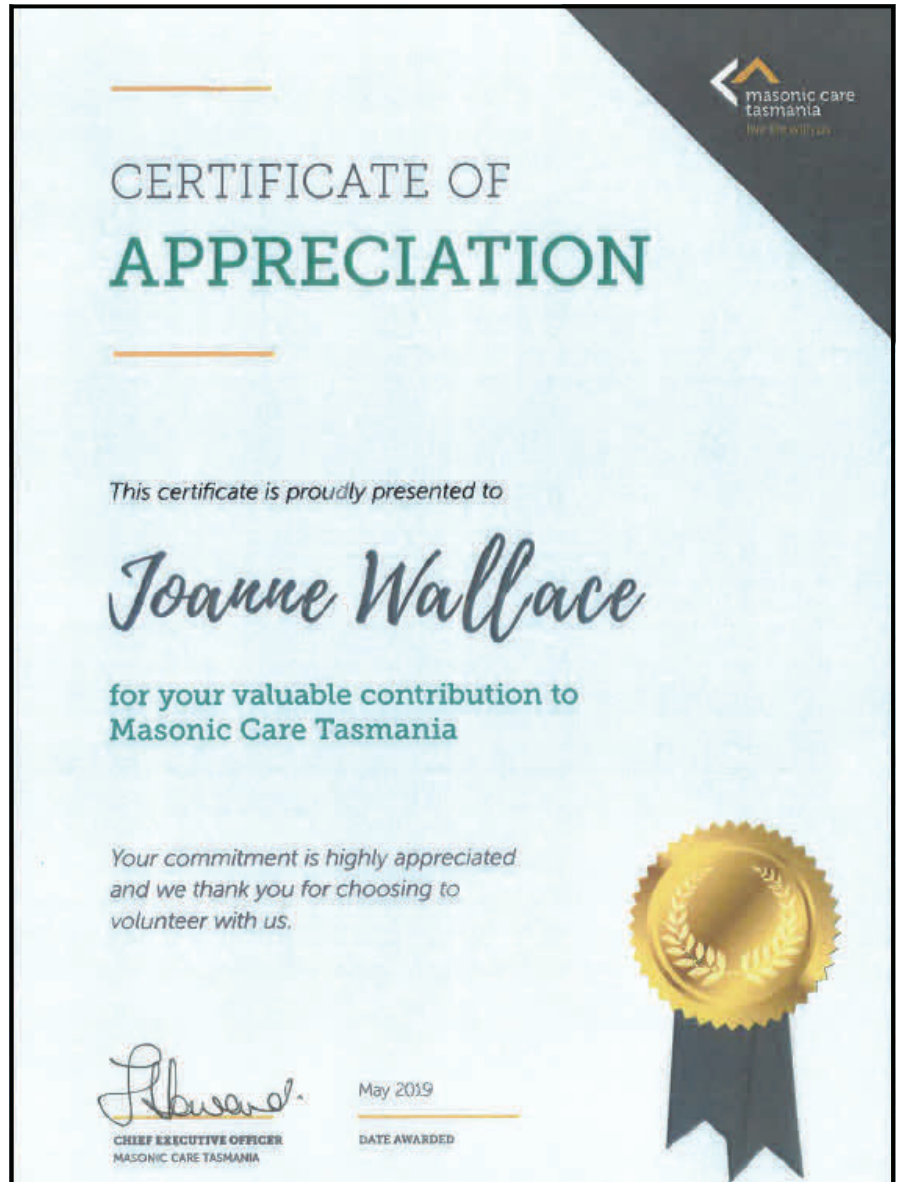 masonic care
tasmania
CERTIFICATE OF
APPRECIATION
This certificate is proudly presented to
Joanne Wallace
for your valuable contribution to
Masonic Care Tasmania
Your commitment is highly appreciated
and we thank you for choosing to
volunteer with us.
May 2019
CHIEF EXECUTIVE OFFICER
MASONIC CARE TASMANIA
DATE AWARDED